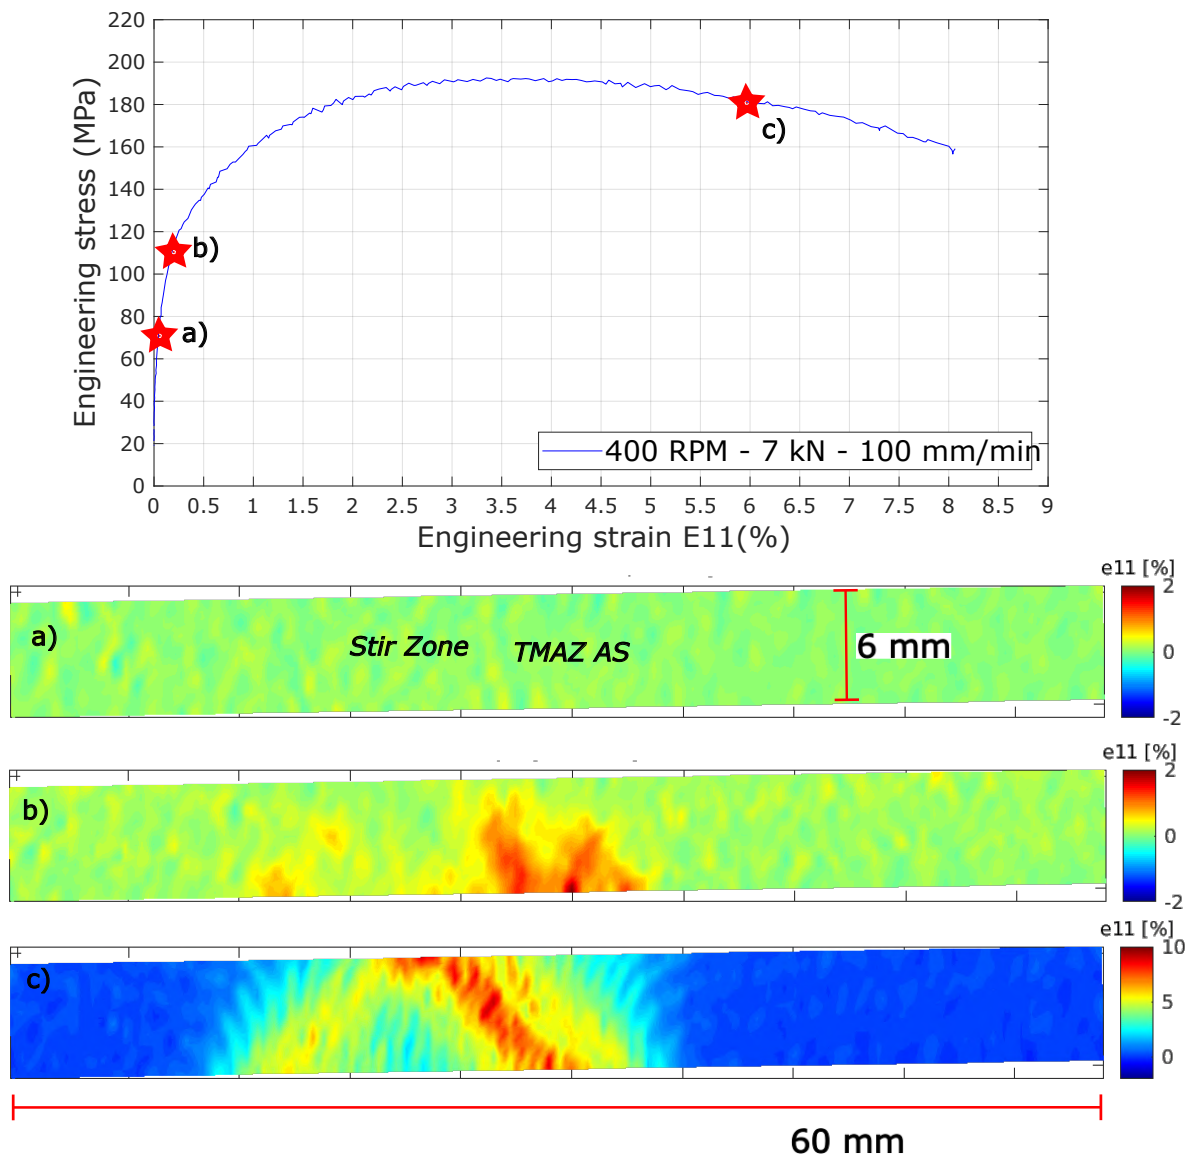 220
200
180
160
140
120
100
80
60
40
20
0
Engineering stress (MPa)
a)
b)
c)
400 RPM - 7 kN - 100 mm/min
0 0.5 1 1.5 2 2.5 3 3.5 4 4.5 5 5.5 6 6.5 7 7.5 8 8.5 9
Engineering strain E11(%)
e11 [%]
a)
Stir Zone
TMAZ AS
6 mm
2
0
-2
e11 [%]
b)
2
0
-2
e11 [%]
c)
10
5
0
60 mm